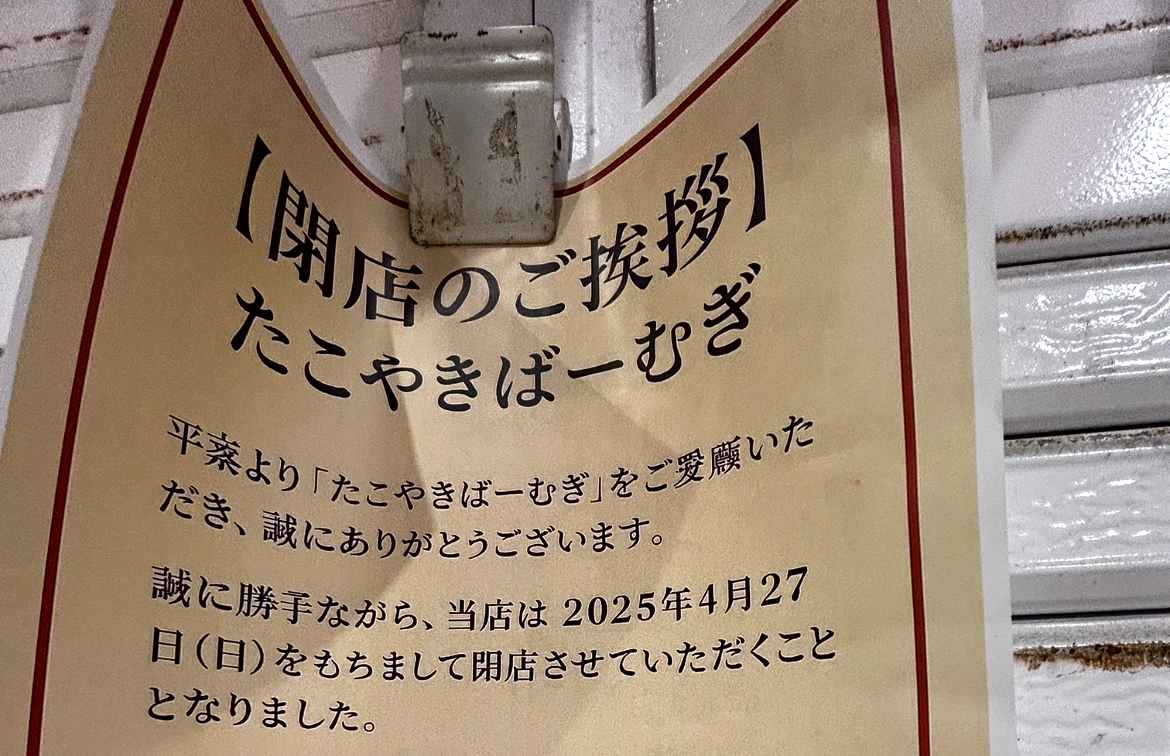 【閉店のご挨拶】
たこやきばーむぎ
平素より「たこやきばーむぎ」をご愛顧いた
だき、誠にありがとうございます。
誠に勝手ながら、当店は 2025年4月27
日(日)をもちまして閉店させていただくこと
となりました。